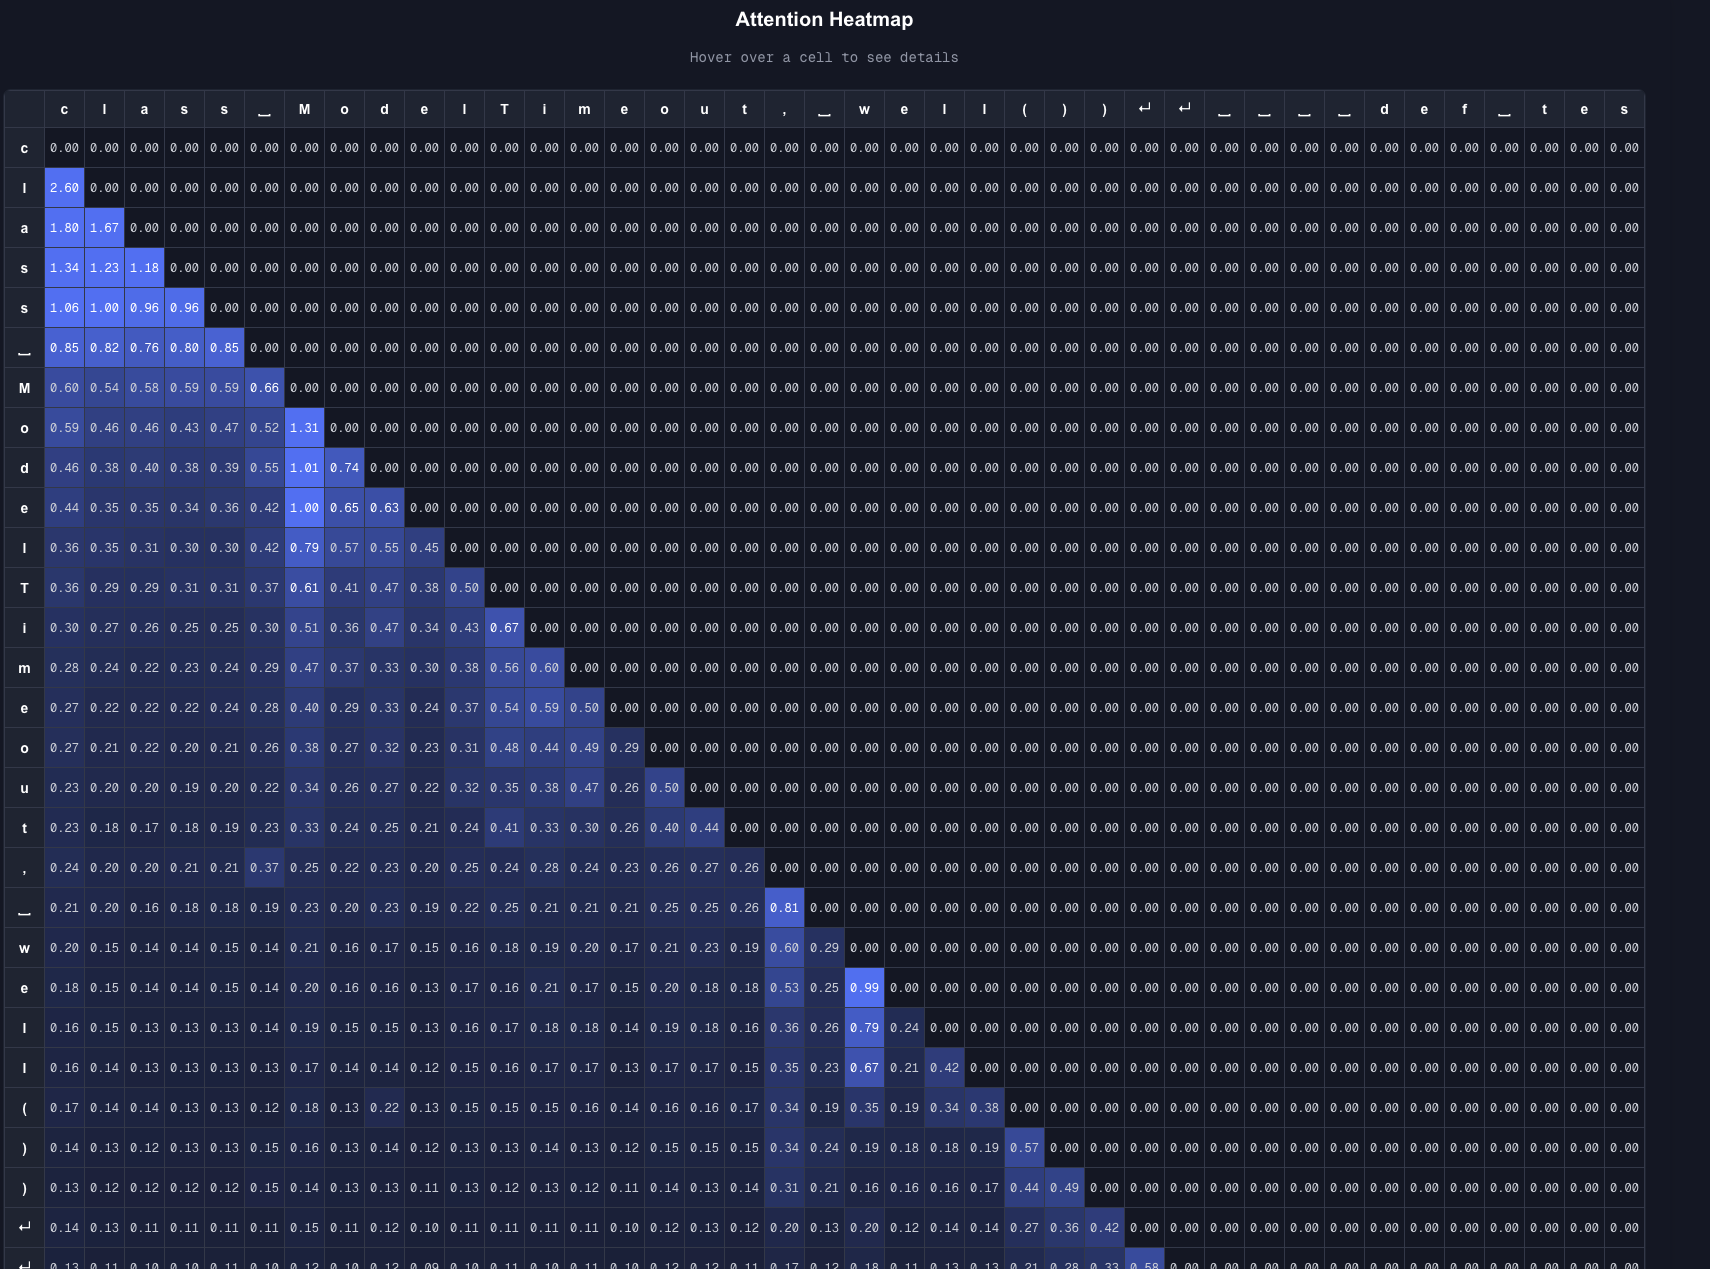 Attention Heatmap
Hover over a cell to see details
c l a s s ⎵ M o d e l T i m e o u t , ⎵ w e l l ( ) ) ↵ ↵ ⎵ ⎵ ⎵ ⎵ d e f ⎵ t e s
c 0.00 0.00 0.00 0.00 0.00 0.00 0.00 0.00 0.00 0.00 0.00 0.00 0.00 0.00 0.00 0.00 0.00 0.00 0.00 0.00 0.00 0.00 0.00 0.00 0.00 0.00 0.00 0.00 0.00 0.00 0.00 0.00 0.00 0.00 0.00 0.00 0.00 0.00 0.00 0.00
l 2.60 0.00 0.00 0.00 0.00 0.00 0.00 0.00 0.00 0.00 0.00 0.00 0.00 0.00 0.00 0.00 0.00 0.00 0.00 0.00 0.00 0.00 0.00 0.00 0.00 0.00 0.00 0.00 0.00 0.00 0.00 0.00 0.00 0.00 0.00 0.00 0.00 0.00 0.00 0.00
a 1.80 1.67 0.00 0.00 0.00 0.00 0.00 0.00 0.00 0.00 0.00 0.00 0.00 0.00 0.00 0.00 0.00 0.00 0.00 0.00 0.00 0.00 0.00 0.00 0.00 0.00 0.00 0.00 0.00 0.00 0.00 0.00 0.00 0.00 0.00 0.00 0.00 0.00 0.00 0.00
s 1.34 1.23 1.18 0.00 0.00 0.00 0.00 0.00 0.00 0.00 0.00 0.00 0.00 0.00 0.00 0.00 0.00 0.00 0.00 0.00 0.00 0.00 0.00 0.00 0.00 0.00 0.00 0.00 0.00 0.00 0.00 0.00 0.00 0.00 0.00 0.00 0.00 0.00 0.00 0.00
s 1.06 1.00 0.96 0.96 0.00 0.00 0.00 0.00 0.00 0.00 0.00 0.00 0.00 0.00 0.00 0.00 0.00 0.00 0.00 0.00 0.00 0.00 0.00 0.00 0.00 0.00 0.00 0.00 0.00 0.00 0.00 0.00 0.00 0.00 0.00 0.00 0.00 0.00 0.00 0.00
⎵ 0.85 0.82 0.76 0.80 0.85 0.00 0.00 0.00 0.00 0.00 0.00 0.00 0.00 0.00 0.00 0.00 0.00 0.00 0.00 0.00 0.00 0.00 0.00 0.00 0.00 0.00 0.00 0.00 0.00 0.00 0.00 0.00 0.00 0.00 0.00 0.00 0.00 0.00 0.00 0.00
M 0.60 0.54 0.58 0.59 0.59 0.66 0.00 0.00 0.00 0.00 0.00 0.00 0.00 0.00 0.00 0.00 0.00 0.00 0.00 0.00 0.00 0.00 0.00 0.00 0.00 0.00 0.00 0.00 0.00 0.00 0.00 0.00 0.00 0.00 0.00 0.00 0.00 0.00 0.00 0.00
o 0.59 0.46 0.46 0.43 0.47 0.52 1.31 0.00 0.00 0.00 0.00 0.00 0.00 0.00 0.00 0.00 0.00 0.00 0.00 0.00 0.00 0.00 0.00 0.00 0.00 0.00 0.00 0.00 0.00 0.00 0.00 0.00 0.00 0.00 0.00 0.00 0.00 0.00 0.00 0.00
d 0.46 0.38 0.40 0.38 0.39 0.55 1.01 0.74 0.00 0.00 0.00 0.00 0.00 0.00 0.00 0.00 0.00 0.00 0.00 0.00 0.00 0.00 0.00 0.00 0.00 0.00 0.00 0.00 0.00 0.00 0.00 0.00 0.00 0.00 0.00 0.00 0.00 0.00 0.00 0.00
e 0.44 0.35 0.35 0.34 0.36 0.42 1.00 0.65 0.63 0.00 0.00 0.00 0.00 0.00 0.00 0.00 0.00 0.00 0.00 0.00 0.00 0.00 0.00 0.00 0.00 0.00 0.00 0.00 0.00 0.00 0.00 0.00 0.00 0.00 0.00 0.00 0.00 0.00 0.00 0.00
l 0.36 0.35 0.31 0.30 0.30 0.42 0.79 0.57 0.55 0.45 0.00 0.00 0.00 0.00 0.00 0.00 0.00 0.00 0.00 0.00 0.00 0.00 0.00 0.00 0.00 0.00 0.00 0.00 0.00 0.00 0.00 0.00 0.00 0.00 0.00 0.00 0.00 0.00 0.00 0.00
T 0.36 0.29 0.29 0.31 0.31 0.37 0.61 0.41 0.47 0.38 0.50 0.00 0.00 0.00 0.00 0.00 0.00 0.00 0.00 0.00 0.00 0.00 0.00 0.00 0.00 0.00 0.00 0.00 0.00 0.00 0.00 0.00 0.00 0.00 0.00 0.00 0.00 0.00 0.00 0.00
i 0.30 0.27 0.26 0.25 0.25 0.30 0.51 0.36 0.47 0.34 0.43 0.67 0.00 0.00 0.00 0.00 0.00 0.00 0.00 0.00 0.00 0.00 0.00 0.00 0.00 0.00 0.00 0.00 0.00 0.00 0.00 0.00 0.00 0.00 0.00 0.00 0.00 0.00 0.00 0.00
m 0.28 0.24 0.22 0.23 0.24 0.29 0.47 0.37 0.33 0.30 0.38 0.56 0.60 0.00 0.00 0.00 0.00 0.00 0.00 0.00 0.00 0.00 0.00 0.00 0.00 0.00 0.00 0.00 0.00 0.00 0.00 0.00 0.00 0.00 0.00 0.00 0.00 0.00 0.00 0.00
e 0.27 0.22 0.22 0.22 0.24 0.28 0.40 0.29 0.33 0.24 0.37 0.54 0.59 0.50 0.00 0.00 0.00 0.00 0.00 0.00 0.00 0.00 0.00 0.00 0.00 0.00 0.00 0.00 0.00 0.00 0.00 0.00 0.00 0.00 0.00 0.00 0.00 0.00 0.00 0.00
o 0.27 0.21 0.22 0.20 0.21 0.26 0.38 0.27 0.32 0.23 0.31 0.48 0.44 0.49 0.29 0.00 0.00 0.00 0.00 0.00 0.00 0.00 0.00 0.00 0.00 0.00 0.00 0.00 0.00 0.00 0.00 0.00 0.00 0.00 0.00 0.00 0.00 0.00 0.00 0.00
u 0.23 0.20 0.20 0.19 0.20 0.22 0.34 0.26 0.27 0.22 0.32 0.35 0.38 0.47 0.26 0.50 0.00 0.00 0.00 0.00 0.00 0.00 0.00 0.00 0.00 0.00 0.00 0.00 0.00 0.00 0.00 0.00 0.00 0.00 0.00 0.00 0.00 0.00 0.00 0.00
t 0.23 0.18 0.17 0.18 0.19 0.23 0.33 0.24 0.25 0.21 0.24 0.41 0.33 0.30 0.26 0.40 0.44 0.00 0.00 0.00 0.00 0.00 0.00 0.00 0.00 0.00 0.00 0.00 0.00 0.00 0.00 0.00 0.00 0.00 0.00 0.00 0.00 0.00 0.00 0.00
, 0.24 0.20 0.20 0.21 0.21 0.37 0.25 0.22 0.23 0.20 0.25 0.24 0.28 0.24 0.23 0.26 0.27 0.26 0.00 0.00 0.00 0.00 0.00 0.00 0.00 0.00 0.00 0.00 0.00 0.00 0.00 0.00 0.00 0.00 0.00 0.00 0.00 0.00 0.00 0.00
⎵ 0.21 0.20 0.16 0.18 0.18 0.19 0.23 0.20 0.23 0.19 0.22 0.25 0.21 0.21 0.21 0.25 0.25 0.26 0.81 0.00 0.00 0.00 0.00 0.00 0.00 0.00 0.00 0.00 0.00 0.00 0.00 0.00 0.00 0.00 0.00 0.00 0.00 0.00 0.00 0.00
w 0.20 0.15 0.14 0.14 0.15 0.14 0.21 0.16 0.17 0.15 0.16 0.18 0.19 0.20 0.17 0.21 0.23 0.19 0.60 0.29 0.00 0.00 0.00 0.00 0.00 0.00 0.00 0.00 0.00 0.00 0.00 0.00 0.00 0.00 0.00 0.00 0.00 0.00 0.00 0.00
e 0.18 0.15 0.14 0.14 0.15 0.14 0.20 0.16 0.16 0.13 0.17 0.16 0.21 0.17 0.15 0.20 0.18 0.18 0.53 0.25 0.99 0.00 0.00 0.00 0.00 0.00 0.00 0.00 0.00 0.00 0.00 0.00 0.00 0.00 0.00 0.00 0.00 0.00 0.00 0.00
l 0.16 0.15 0.13 0.13 0.13 0.14 0.19 0.15 0.15 0.13 0.16 0.17 0.18 0.18 0.14 0.19 0.18 0.16 0.36 0.26 0.79 0.24 0.00 0.00 0.00 0.00 0.00 0.00 0.00 0.00 0.00 0.00 0.00 0.00 0.00 0.00 0.00 0.00 0.00 0.00
l 0.16 0.14 0.13 0.13 0.13 0.13 0.17 0.14 0.14 0.12 0.15 0.16 0.17 0.17 0.13 0.17 0.17 0.15 0.35 0.23 0.67 0.21 0.42 0.00 0.00 0.00 0.00 0.00 0.00 0.00 0.00 0.00 0.00 0.00 0.00 0.00 0.00 0.00 0.00 0.00
( 0.17 0.14 0.14 0.13 0.13 0.12 0.18 0.13 0.22 0.13 0.15 0.15 0.15 0.16 0.14 0.16 0.16 0.17 0.34 0.19 0.35 0.19 0.34 0.38 0.00 0.00 0.00 0.00 0.00 0.00 0.00 0.00 0.00 0.00 0.00 0.00 0.00 0.00 0.00 0.00
) 0.14 0.13 0.12 0.13 0.13 0.15 0.16 0.13 0.14 0.12 0.13 0.13 0.14 0.13 0.12 0.15 0.15 0.15 0.34 0.24 0.19 0.18 0.18 0.19 0.57 0.00 0.00 0.00 0.00 0.00 0.00 0.00 0.00 0.00 0.00 0.00 0.00 0.00 0.00 0.00
) 0.13 0.12 0.12 0.12 0.12 0.15 0.14 0.13 0.13 0.11 0.13 0.12 0.13 0.12 0.11 0.14 0.13 0.14 0.31 0.21 0.16 0.16 0.16 0.17 0.44 0.49 0.00 0.00 0.00 0.00 0.00 0.00 0.00 0.00 0.00 0.00 0.00 0.00 0.00 0.00
↵ 0.14 0.13 0.11 0.11 0.11 0.11 0.15 0.11 0.12 0.10 0.11 0.11 0.11 0.11 0.10 0.12 0.13 0.12 0.20 0.13 0.20 0.12 0.14 0.14 0.27 0.36 0.42 0.00 0.00 0.00 0.00 0.00 0.00 0.00 0.00 0.00 0.00 0.00 0.00 0.00